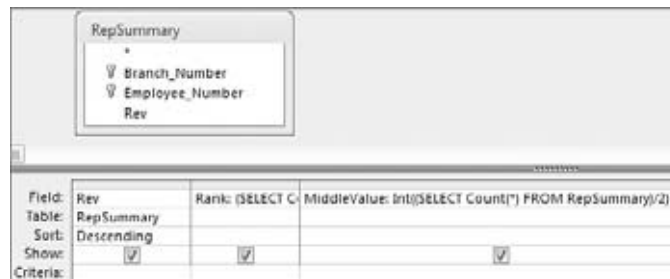 RepSummary
*
Branch_Number
Employee_Number
Rev
Field: Rev Rank: (SELECT C MiddleValue: Int((SELECT Count(*) FROM RepSummary)/2)
Table: RepSummary
Sort: Descending
Show:
Criteria: